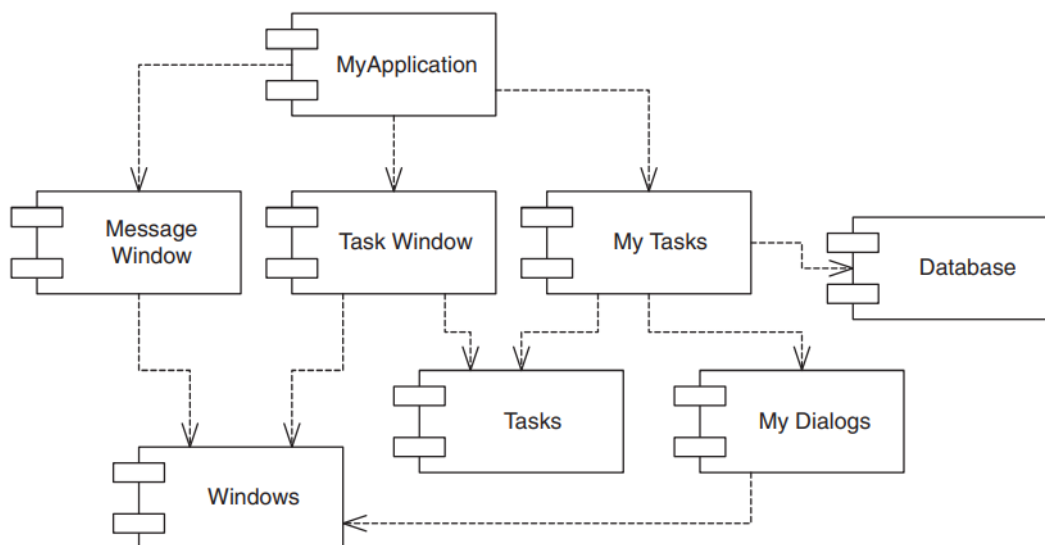 MyApplication
Message
Window
Task Window
My Tasks
Database
Tasks
My Dialogs
Windows